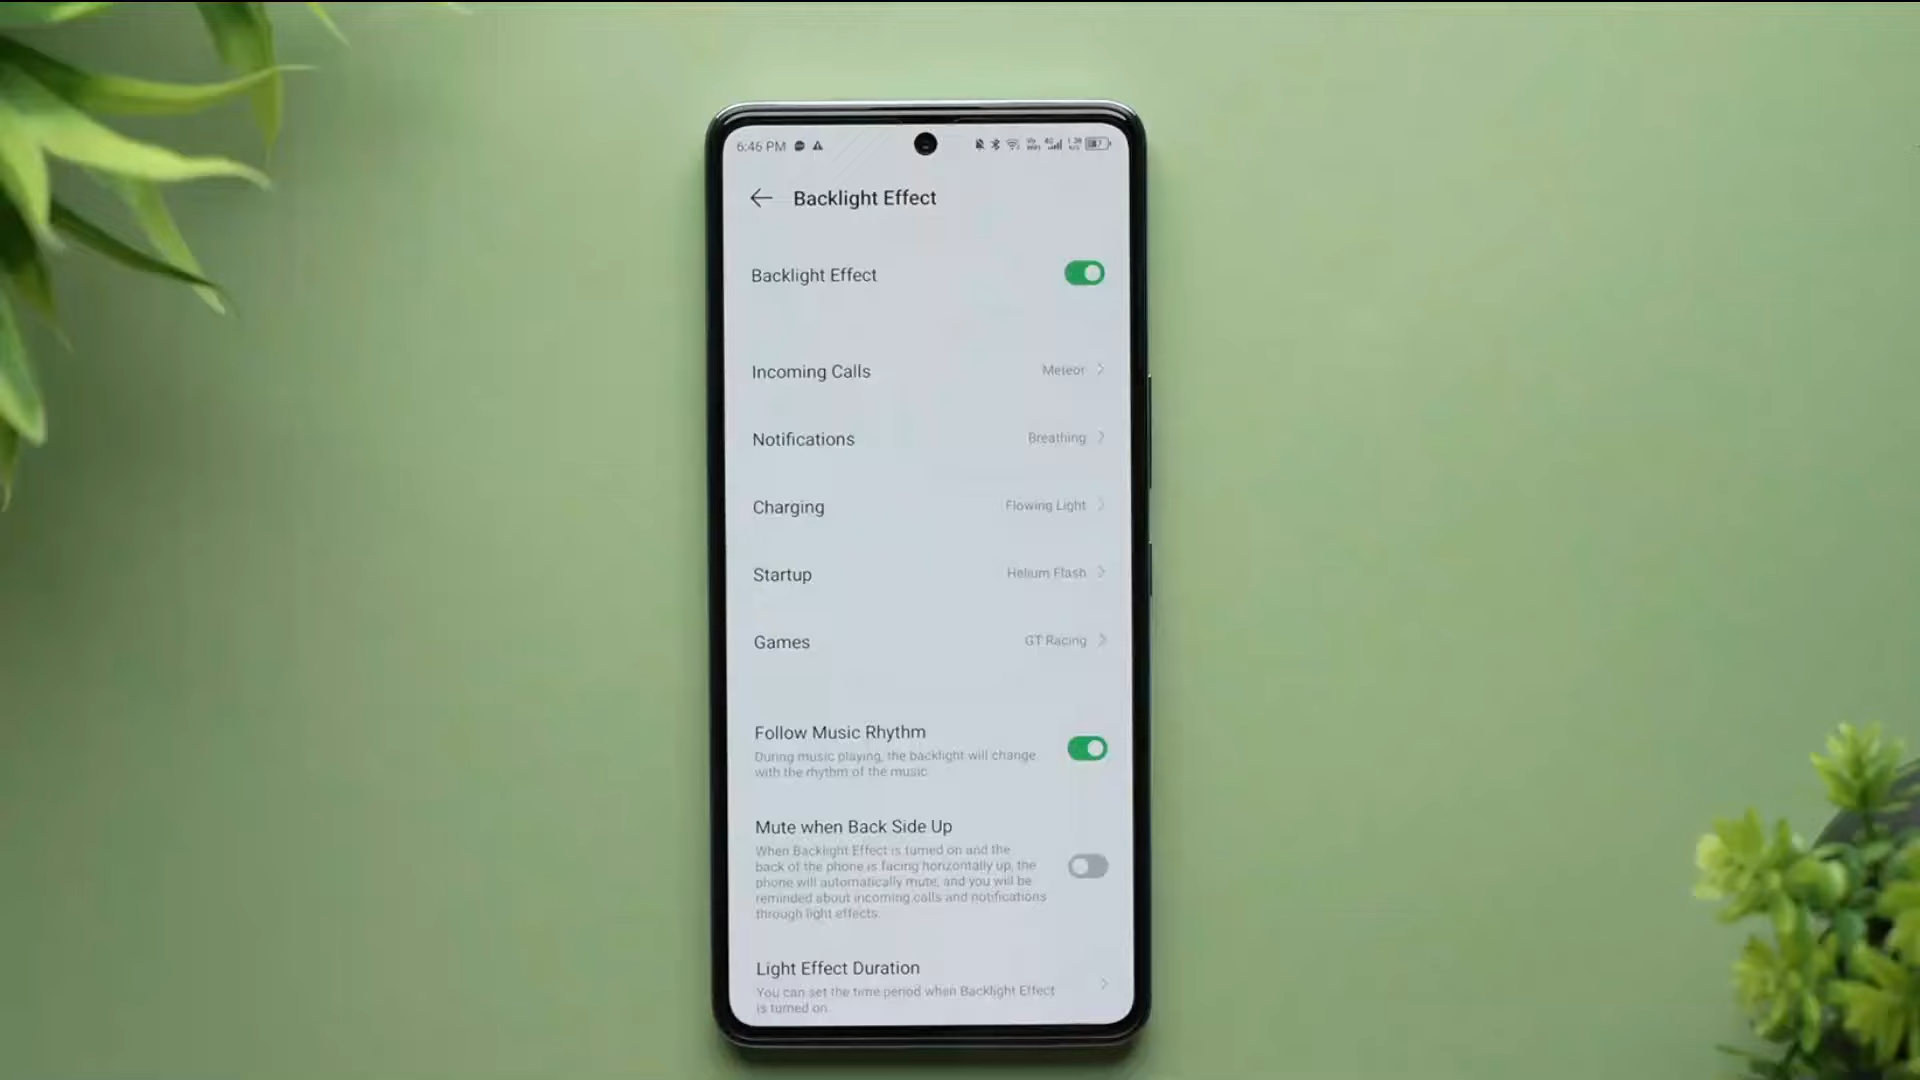 6:46 PM
Backlight Effect
Backlight Effect
Incoming Calls Meteor
Notifications Breathing
Charging Flowing Light
Startup Helium Flash
Games GT Racing
Follow Music Rhythm
During music playing, the backlight will change
with the rhythm of the music.
Mute when Back Side Up
When Backlight Effect is turned on and the
back of the phone is facing horizontally up, the
phone will automatically mute, and you will be
reminded about incoming calls and notifications
through light effects.
Light Effect Duration
You can set the time period when Backlight Effect
is turned on.